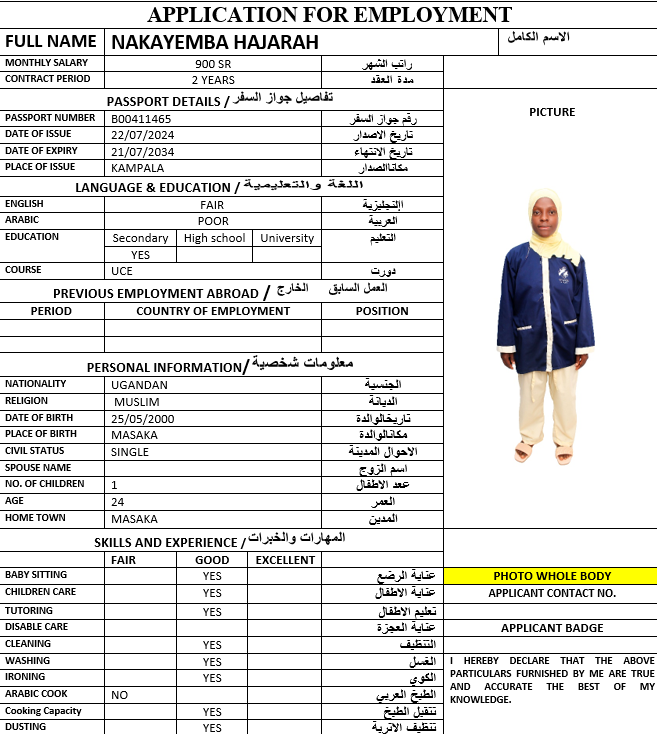 APPLICATION FOR EMPLOYMENT
FULL NAME NAKAYEMBA HAJARAH الاسم الكامل
MONTHLY SALARY 900 SR راتب الشهر
CONTRACT PERIOD 2 YEARS مدة العقد
PASSPORT DETAILS / تفاصيل جواز السفر
PICTURE
PASSPORT NUMBER B00411465 رقم جواز السفر
DATE OF ISSUE 22/07/2024 تاريخ الاصدار
DATE OF EXPIRY 21/07/2034 تاريخ الانتهاء
PLACE OF ISSUE KAMPALA مكاناالصدار
LANGUAGE & EDUCATION / اللغة والتعليمية
ENGLISH FAIR اإلنجليزية
ARABIC POOR العربية
EDUCATION Secondary High school University التعليم
YES
COURSE UCE دورت
PREVIOUS EMPLOYMENT ABROAD / العمل السابق الخارج
PERIOD COUNTRY OF EMPLOYMENT POSITION
PERSONAL INFORMATION/ معلومات شخصية
NATIONALITY UGANDAN الجنسية
RELIGION MUSLIM الديانة
DATE OF BIRTH 25/05/2000 تاريخالوالدة
PLACE OF BIRTH MASAKA مكانالوالدة
CIVIL STATUS SINGLE الاحوال المدينة
SPOUSE NAME اسم الزوج
NO. OF CHILDREN 1 عدد الاطفال
AGE 24 العمر
HOME TOWN MASAKA المدين
SKILLS AND EXPERIENCE / المهارات والخبرات
FAIR GOOD EXCELLENT
BABY SITTING YES عناية الرضع
PHOTO WHOLE BODY
CHILDREN CARE YES عناية الاطفال
APPLICANT CONTACT NO.
TUTORING YES تعليم الاطفال
DISABLE CARE عناية العجزة
APPLICANT BADGE
CLEANING YES التنظيف
WASHING YES الغسل
IRONING YES الكوي
ARABIC COOK NO الطبخ العربي
Cooking Capacity YES تتقيل الطبخ
DUSTING YES تنظيف الاتربة
I HEREBY DECLARE THAT THE ABOVE
PARTICULARS FURNISHED BY ME ARE TRUE
AND ACCURATE THE BEST OF MY
KNOWLEDGE.